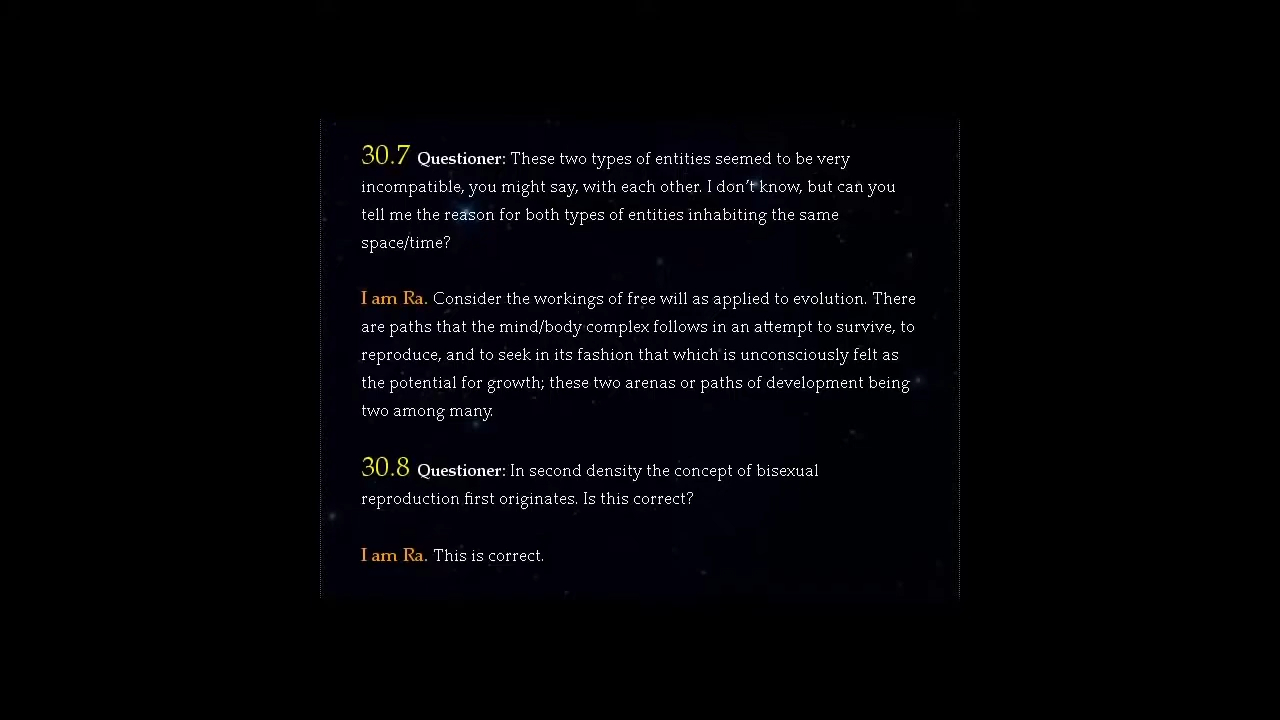 30.7 Questioner: These two types of entities seemed to be very
incompatible, you might say, with each other. I don’t know, but can you
tell me the reason for both types of entities inhabiting the same
space/time?
I am Ra. Consider the workings of free will as applied to evolution. There
are paths that the mind/body complex follows in an attempt to survive, to
reproduce, and to seek in its fashion that which is unconsciously felt as
the potential for growth; these two arenas or paths of development being
two among many.
30.8 Questioner: In second density the concept of bisexual
reproduction first originates. Is this correct?
I am Ra. This is correct.